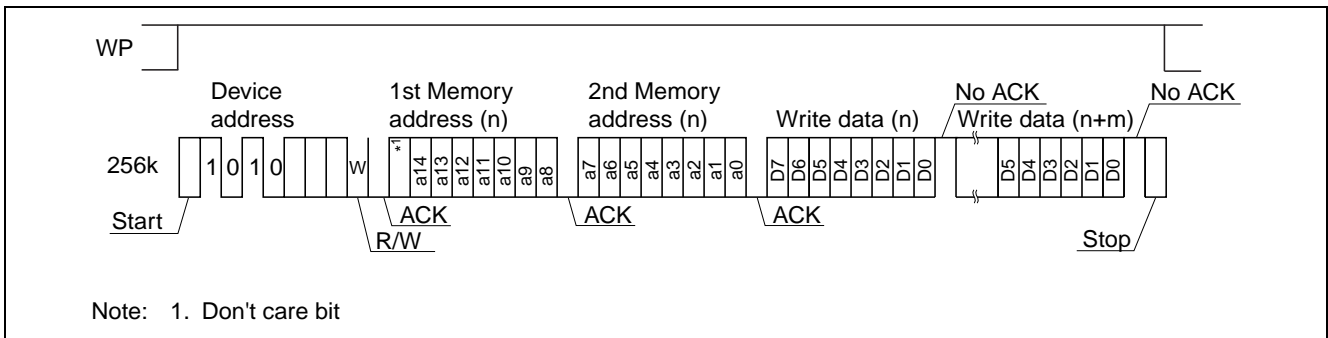 WP
Device address
1st Memory address (n)
2nd Memory address (n)
Write data (n)
No ACK
Write data (n+m)
No ACK
256k
1 0 1 0
W
*1
a14 a13 a12 a11 a10 a9 a8
a7 a6 a5 a4 a3 a2 a1 a0
D7 D6 D5 D4 D3 D2 D1 D0
D5 D4 D3 D2 D1 D0
Start
R/W
ACK
ACK
ACK
Stop
Note: 1. Don't care bit